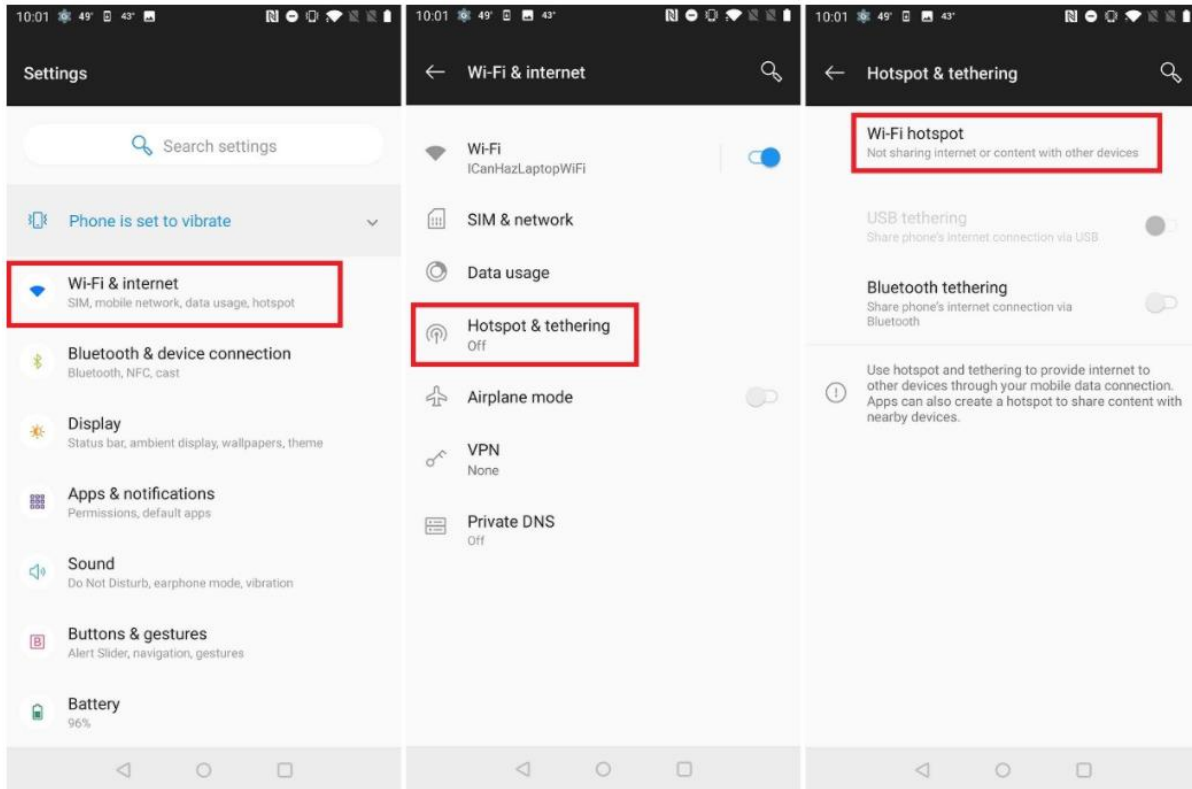 10:01 49° 43°
Settings
Search settings
Phone is set to vibrate
Wi-Fi & internet
SIM, mobile network, data usage, hotspot
Bluetooth & device connection
Bluetooth, NFC, cast
Display
Status bar, ambient display, wallpapers, theme
Apps & notifications
Permissions, default apps
Sound
Do Not Disturb, earphone mode, vibration
B
Buttons & gestures
Alert Slider, navigation, gestures
Battery
96%
10:01 49° 43°
Wi-Fi & internet
Wi-Fi
ICanHazLaptopWiFi
SIM & network
Data usage
Hotspot & tethering
Off
Airplane mode
VPN
None
Private DNS
Off
10:01 49° 43°
Hotspot & tethering
Wi-Fi hotspot
Not sharing internet or content with other devices
USB tethering
Share phone's internet connection via USB
Bluetooth tethering
Share phone's internet connection via
Bluetooth
Use hotspot and tethering to provide internet to
other devices through your mobile data connection.
Apps can also create a hotspot to share content with
nearby devices.